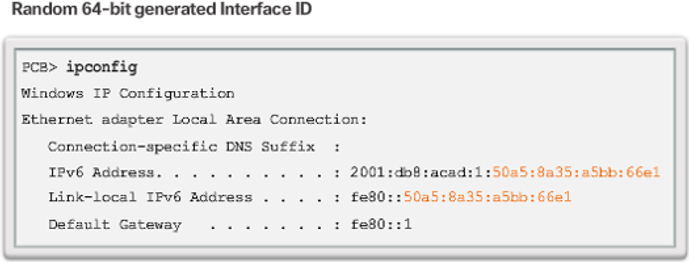 Random 64-bit generated Interface ID
PCB> ipconfig
Windows IP Configuration
Ethernet adapter Local Area Connection:
Connection-specific DNS Suffix :
IPv6 Address. . . . . . . . . . . : 2001:db8:acad:1:50a5:8a35:a5bb:66e1
Link-local IPv6 Address . . . . : fe80::50a5:8a35:a5bb:66e1
Default Gateway . . . . . . . : fe80::1